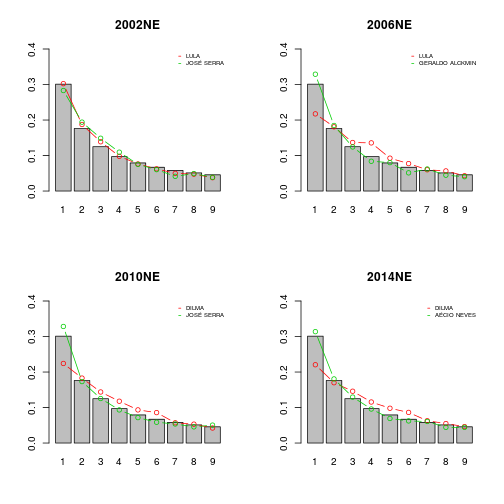 2002NE
LULA
JOSÉ SERRA
0.0 0.1 0.2 0.3 0.4
1 2 3 4 5 6 7 8 9
2006NE
LULA
GERALDO ALCKMIN
0.0 0.1 0.2 0.3 0.4
1 2 3 4 5 6 7 8 9
2010NE
DILMA
JOSÉ SERRA
0.0 0.1 0.2 0.3 0.4
1 2 3 4 5 6 7 8 9
2014NE
DILMA
AÉCIO NEVES
0.0 0.1 0.2 0.3 0.4
1 2 3 4 5 6 7 8 9